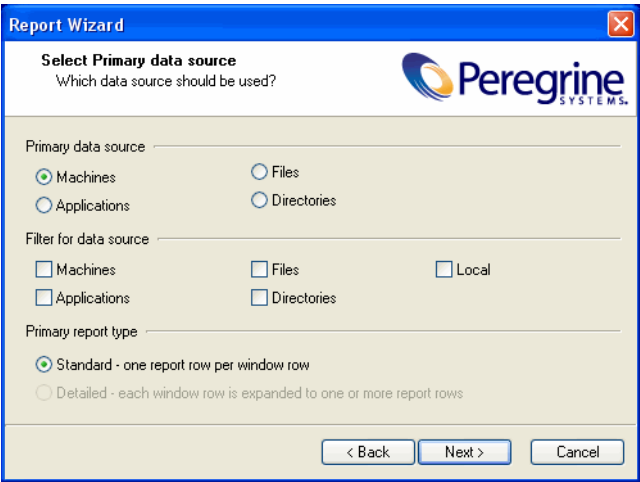 Report Wizard
Select Primary data source
Which data source should be used?
Peregrine
SYSTEMS.
Primary data source
Machines
Files
Applications
Directories
Filter for data source
Machines
Files
Local
Applications
Directories
Primary report type
Standard - one report row per window row
Detailed - each window row is expanded to one or more report rows
< Back
Next >
Cancel